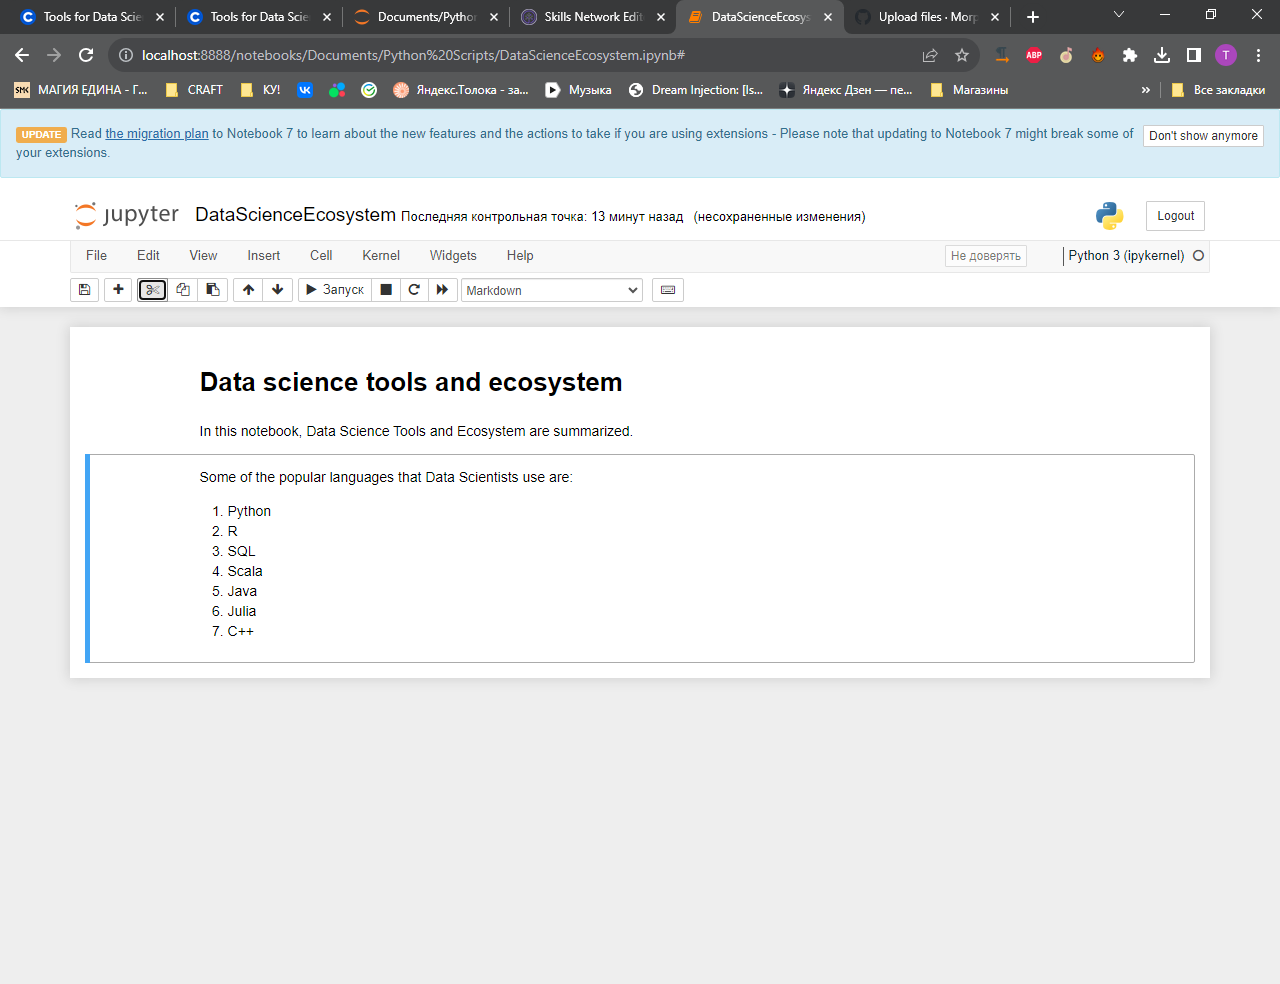 Tools for Data Scie
Tools for Data Scie
Documents/Python
Skills Network Edit
DataScienceEcosys
Upload files · Morp
localhost:8888/notebooks/Documents/Python%20Scripts/DataScienceEcosystem.ipynb#
ABP
T
SMK МАГИЯ ЕДИНА - Г...
CRAFT
КУ!
Яндекс.Толока - за...
Музыка
Dream Injection: [Is...
Яндекс Дзен — пе...
Магазины
»
Все закладки
UPDATE Read the migration plan to Notebook 7 to learn about the new features and the actions to take if you are using extensions - Please note that updating to Notebook 7 might break some of
your extensions.
Don't show anymore
jupyter DataScienceEcosystem Последняя контрольная точка: 13 минут назад (несохраненные изменения)
Logout
File Edit View Insert Cell Kernel Widgets Help
Не доверять
Python 3 (ipykernel)
Запуск
Markdown
Data science tools and ecosystem
In this notebook, Data Science Tools and Ecosystem are summarized.
Some of the popular languages that Data Scientists use are:
1. Python
2. R
3. SQL
4. Scala
5. Java
6. Julia
7. C++